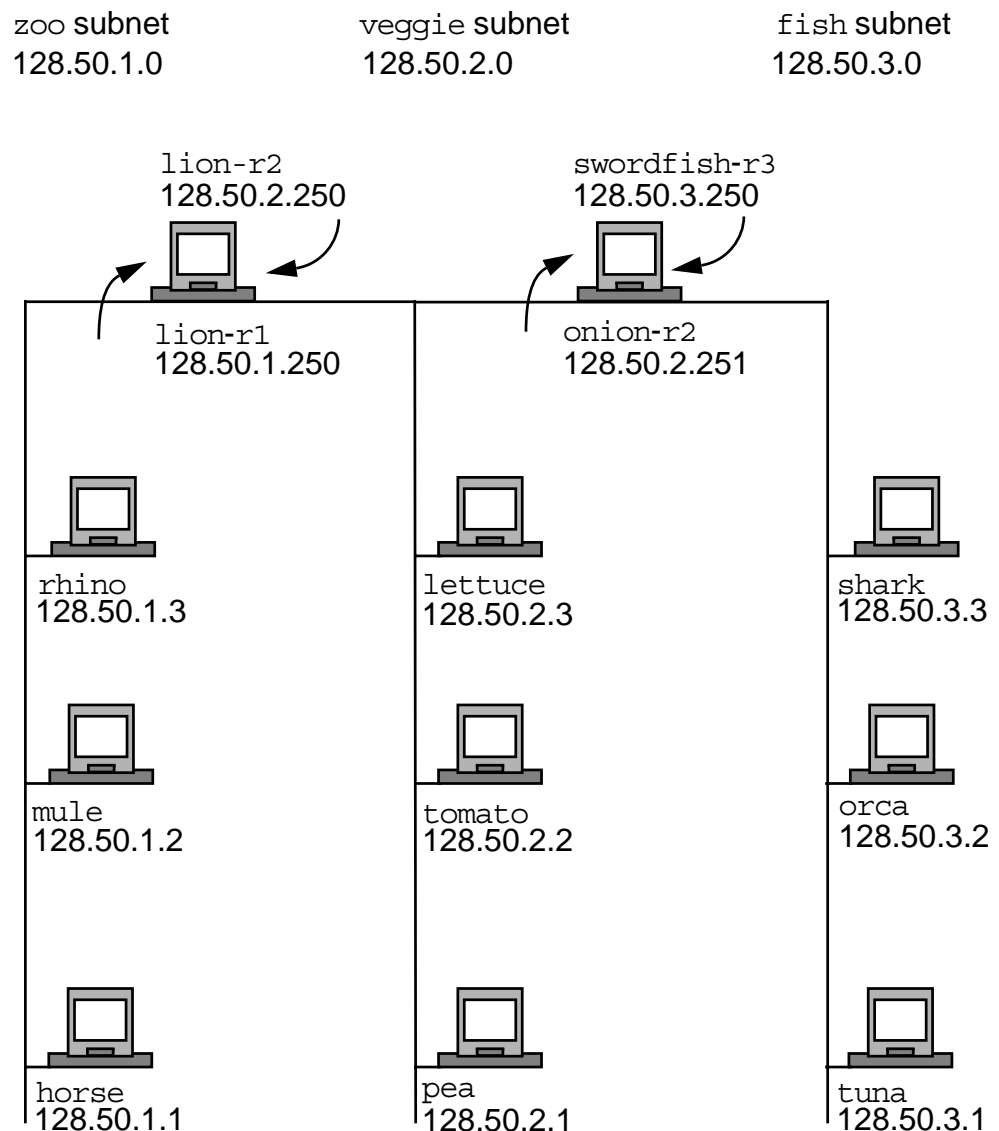 zoo subnet
128.50.1.0
veggie subnet
128.50.2.0
fish subnet
128.50.3.0
lion-r2
128.50.2.250
swordfish-r3
128.50.3.250
lion-r1
128.50.1.250
onion-r2
128.50.2.251
rhino
128.50.1.3
lettuce
128.50.2.3
shark
128.50.3.3
mule
128.50.1.2
tomato
128.50.2.2
orca
128.50.3.2
horse
128.50.1.1
pea
128.50.2.1
tuna
128.50.3.1